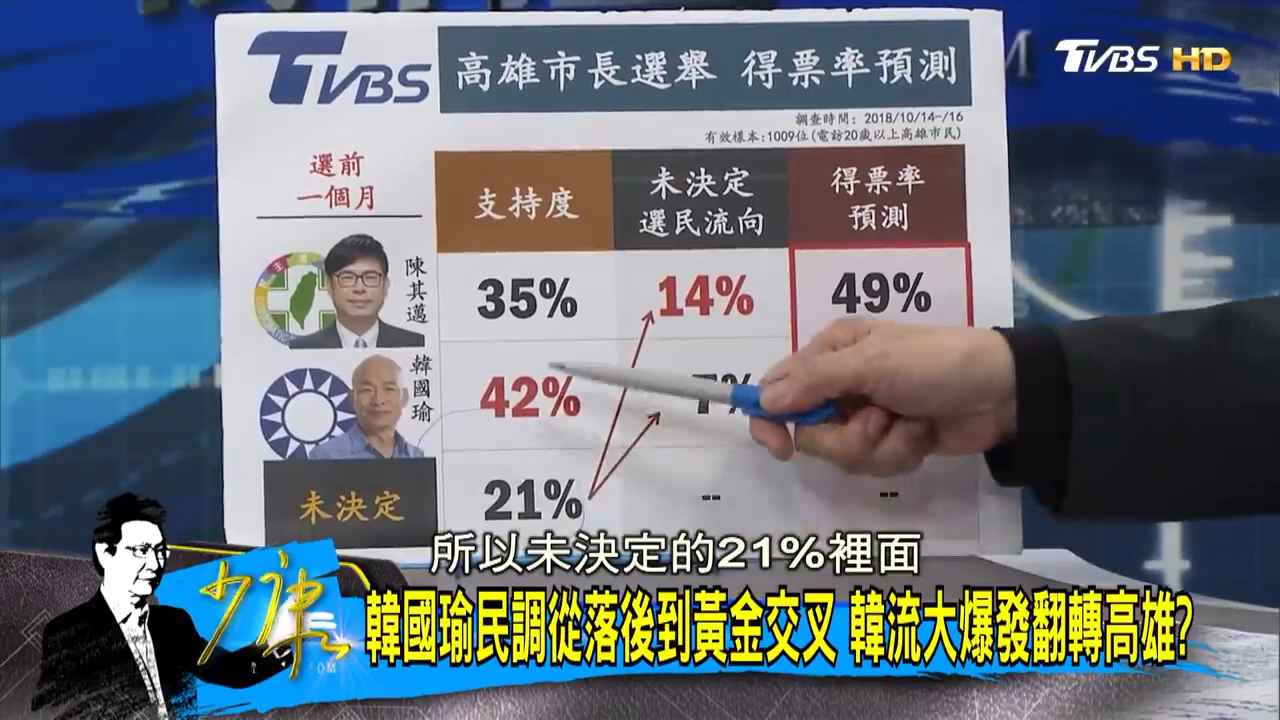 TVBS
高雄市長選舉 得票率預測
TVBS HD
調查時間: 2018/10/14-/16
有效樣本:1009位(電訪20歲以上高雄市民)
選前
一個月
支持度
未決定
選民流向
得票率
預測
陳其邁
35%
14%
49%
韓國瑜
42%
7%
未決定
21%
--
--
所以未決定的21%裡面
少康
韓國瑜民調從落後到黃金交叉 韓流大爆發翻轉高雄?